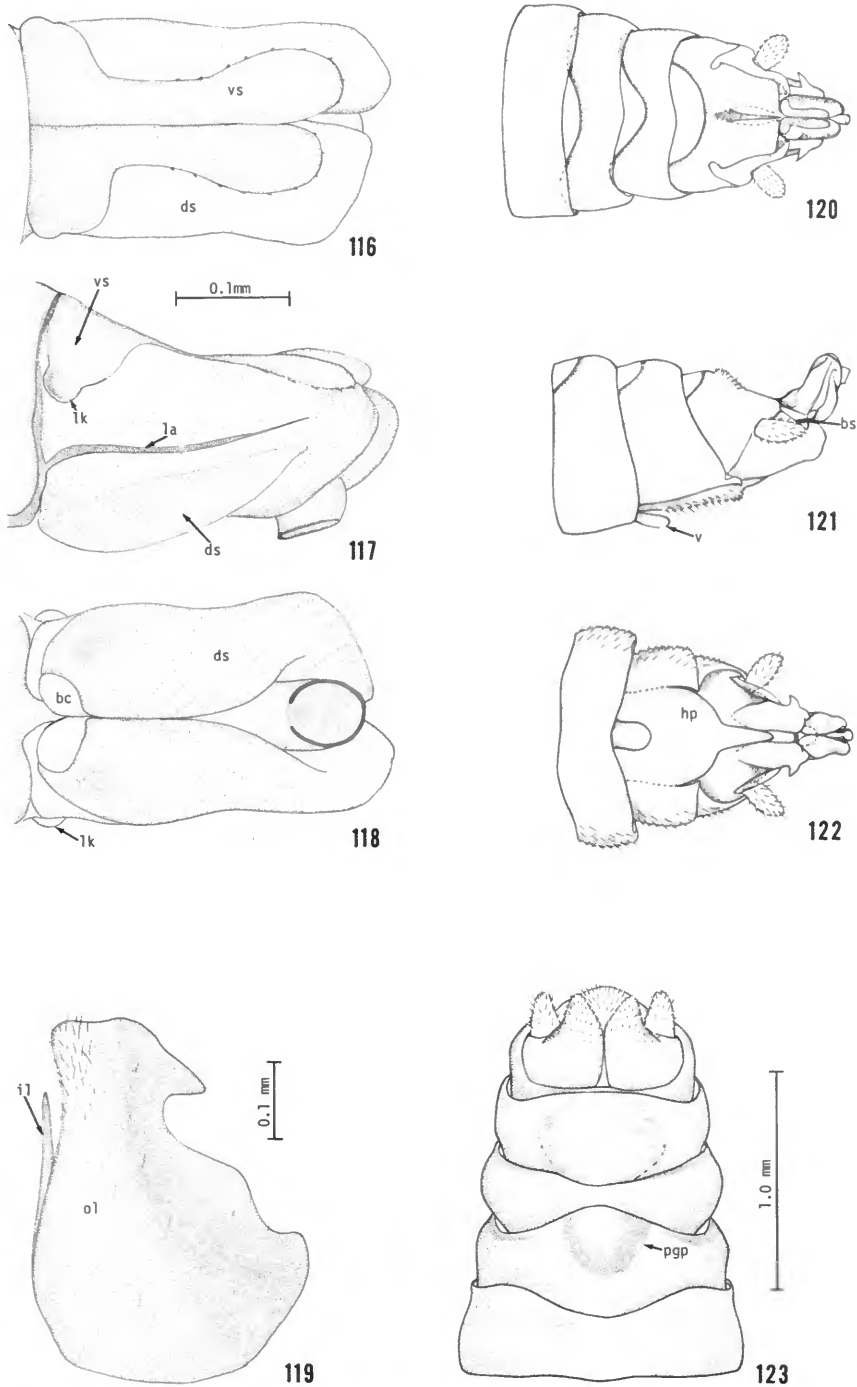 vs
ds
116
120
vs
0.1mm
lk
la
ds
117
bs
v
121
ds
bc
lk
118
hp
122
il
ol
0.1 mm
119
pgp
1.0 mm
123